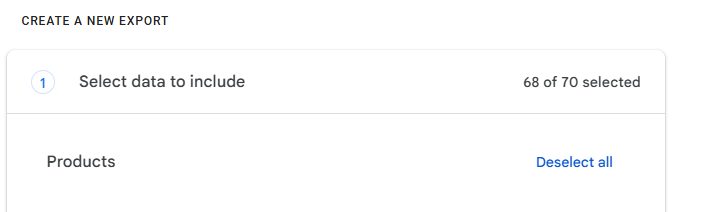 CREATE A NEW EXPORT
1 Select data to include 68 of 70 selected
Products Deselect all